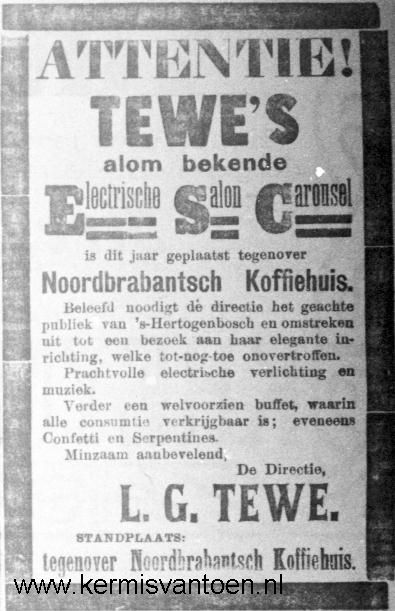 ATTENTIE!
TEWE'S
alom bekende
Electrische Salon Carousel
is dit jaar geplaatst tegenover
Noordbrabantsch Koffiehuis.
Beleefd noodigt de directie het geachte
publiek van 's-Hertogenbosch en omstreken
uit tot een bezoek aan haar elegante in-
richting, welke tot-nog-toe onovertroffen.
Prachtvolle electrische verlichting en
muziek.
Verder een welvoorzien buffet, waarin
alle consumtie verkrijgbaar is; eveneens
Confetti en Serpentines.
Minzaam aanbevelend,
De Directie,
L. G. TEWE.
STANDPLAATS:
tegenover Noordbrabantsch Koffiehuis.
www.kermisvantoen.nl